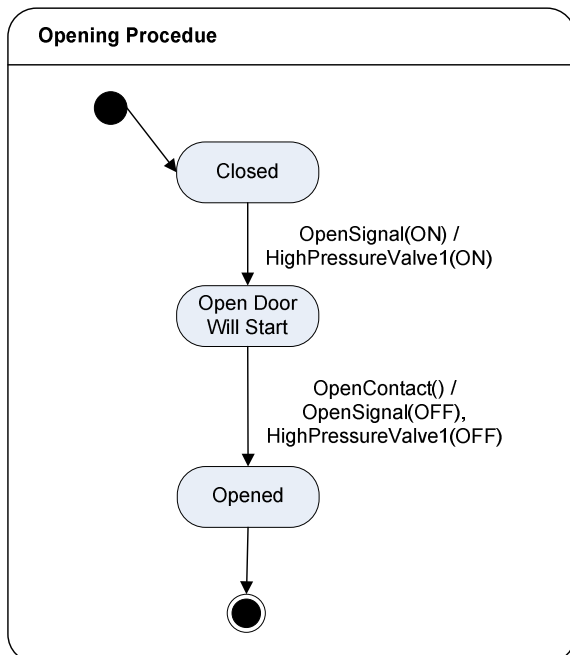 Opening Procedue
Closed
OpenSignal(ON) /
HighPressureValve1(ON)
Open Door
Will Start
OpenContact() /
OpenSignal(OFF),
HighPressureValve1(OFF)
Opened